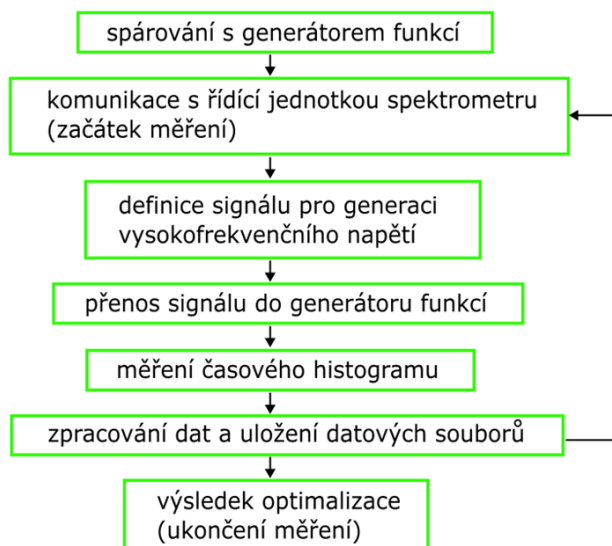 spárování s generátorem funkcí
komunikace s řídící jednotkou spektrometru
(začátek měření)
definice signálu pro generaci
vysokofrekvenčního napětí
přenos signálu do generátoru funkcí
měření časového histogramu
zpracování dat a uložení datových souborů
výsledek optimalizace
(ukončení měření)